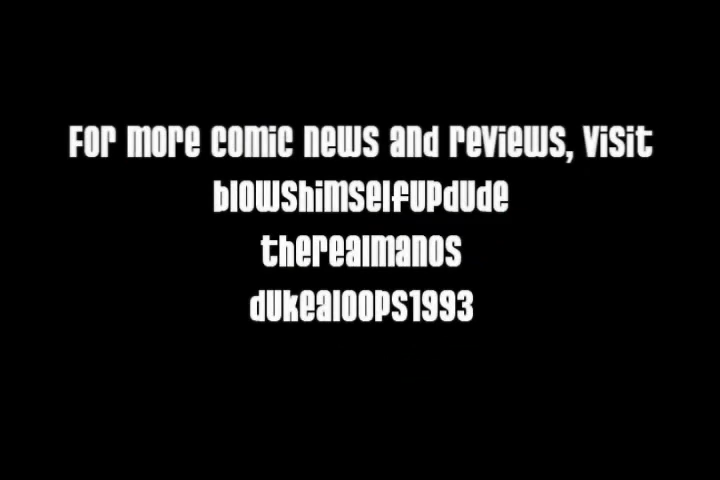 For more comic news and reviews, visit
blowshimselfupdude
therealmanos
dukealoops1993